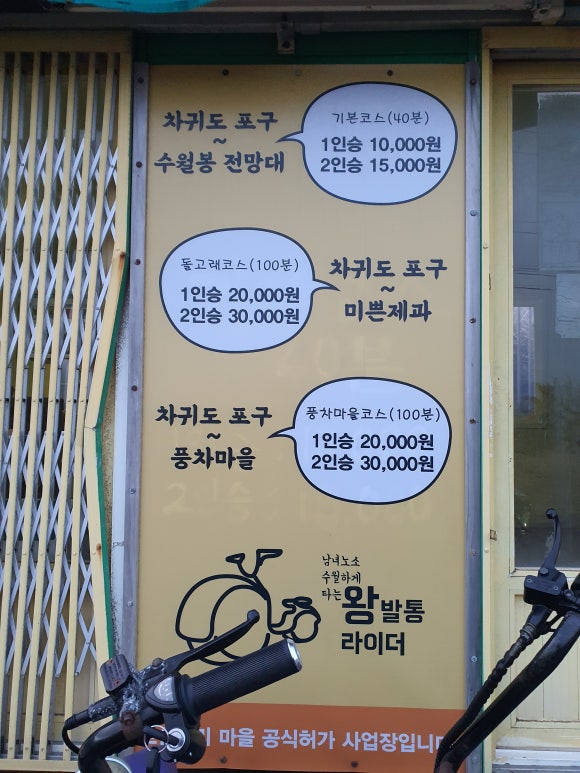 차귀도 포구
~
수월봉 전망대
기본코스(40분)
1인승 10,000원
2인승 15,000원
돌고래코스(100분)
1인승 20,000원
2인승 30,000원
차귀도 포구
~
미쁜제과
차귀도 포구
~
풍차마을
풍차마을코스(100분)
1인승 20,000원
2인승 30,000원
남녀노소
수월하게
타는 왕발통
라이더
마을 공식허가 사업장입니다